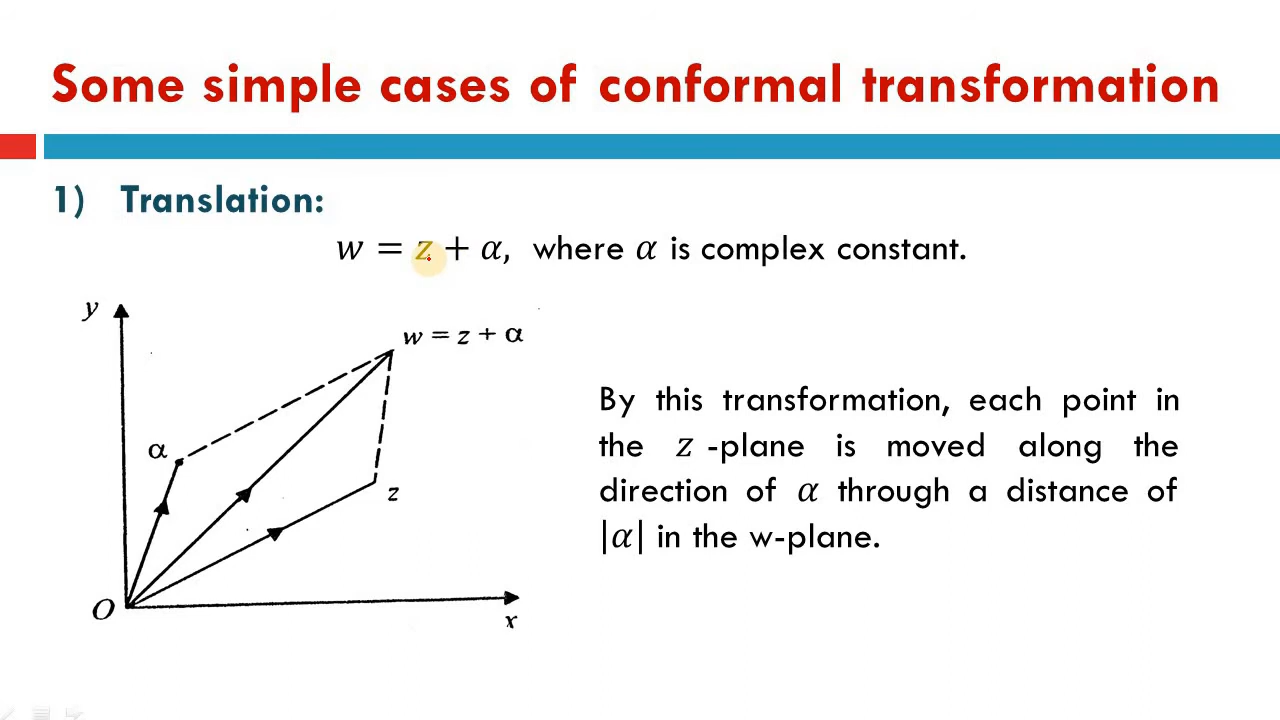 Some simple cases of conformal transformation
1) Translation:
w = z + α, where α is complex constant.
y
w = z + α
α
z
O
x
By this transformation, each point in
the z -plane is moved along the
direction of α through a distance of
|α| in the w-plane.